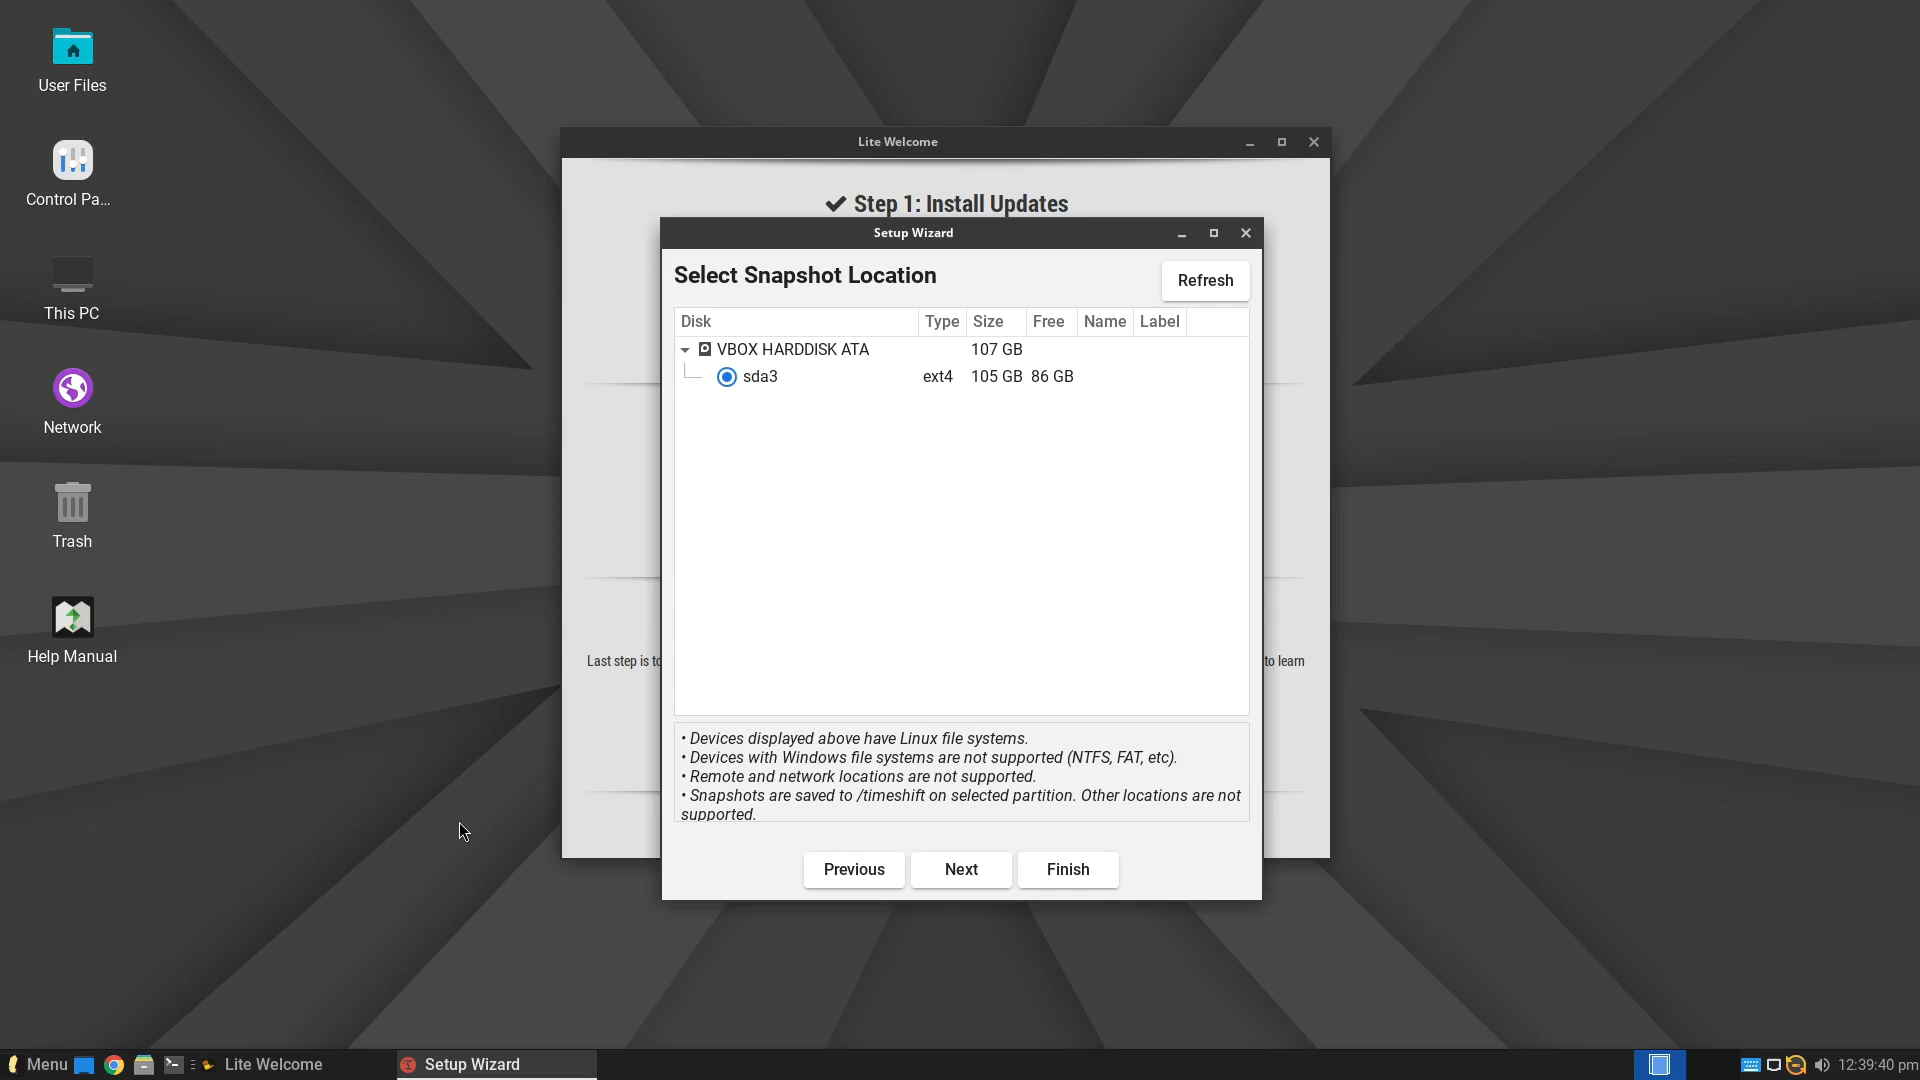 User Files
Control Pa...
This PC
Network
Trash
Help Manual
Lite Welcome
Step 1: Install Updates
Setup Wizard
Select Snapshot Location
Refresh
Disk Type Size Free Name Label
VBOX HARDDISK ATA 107 GB
sda3 ext4 105 GB 86 GB
Last step is to
to learn
• Devices displayed above have Linux file systems.
• Devices with Windows file systems are not supported (NTFS, FAT, etc).
• Remote and network locations are not supported.
• Snapshots are saved to /timeshift on selected partition. Other locations are not
supported.
Previous Next Finish
Menu Lite Welcome Setup Wizard 12:39:40 pm